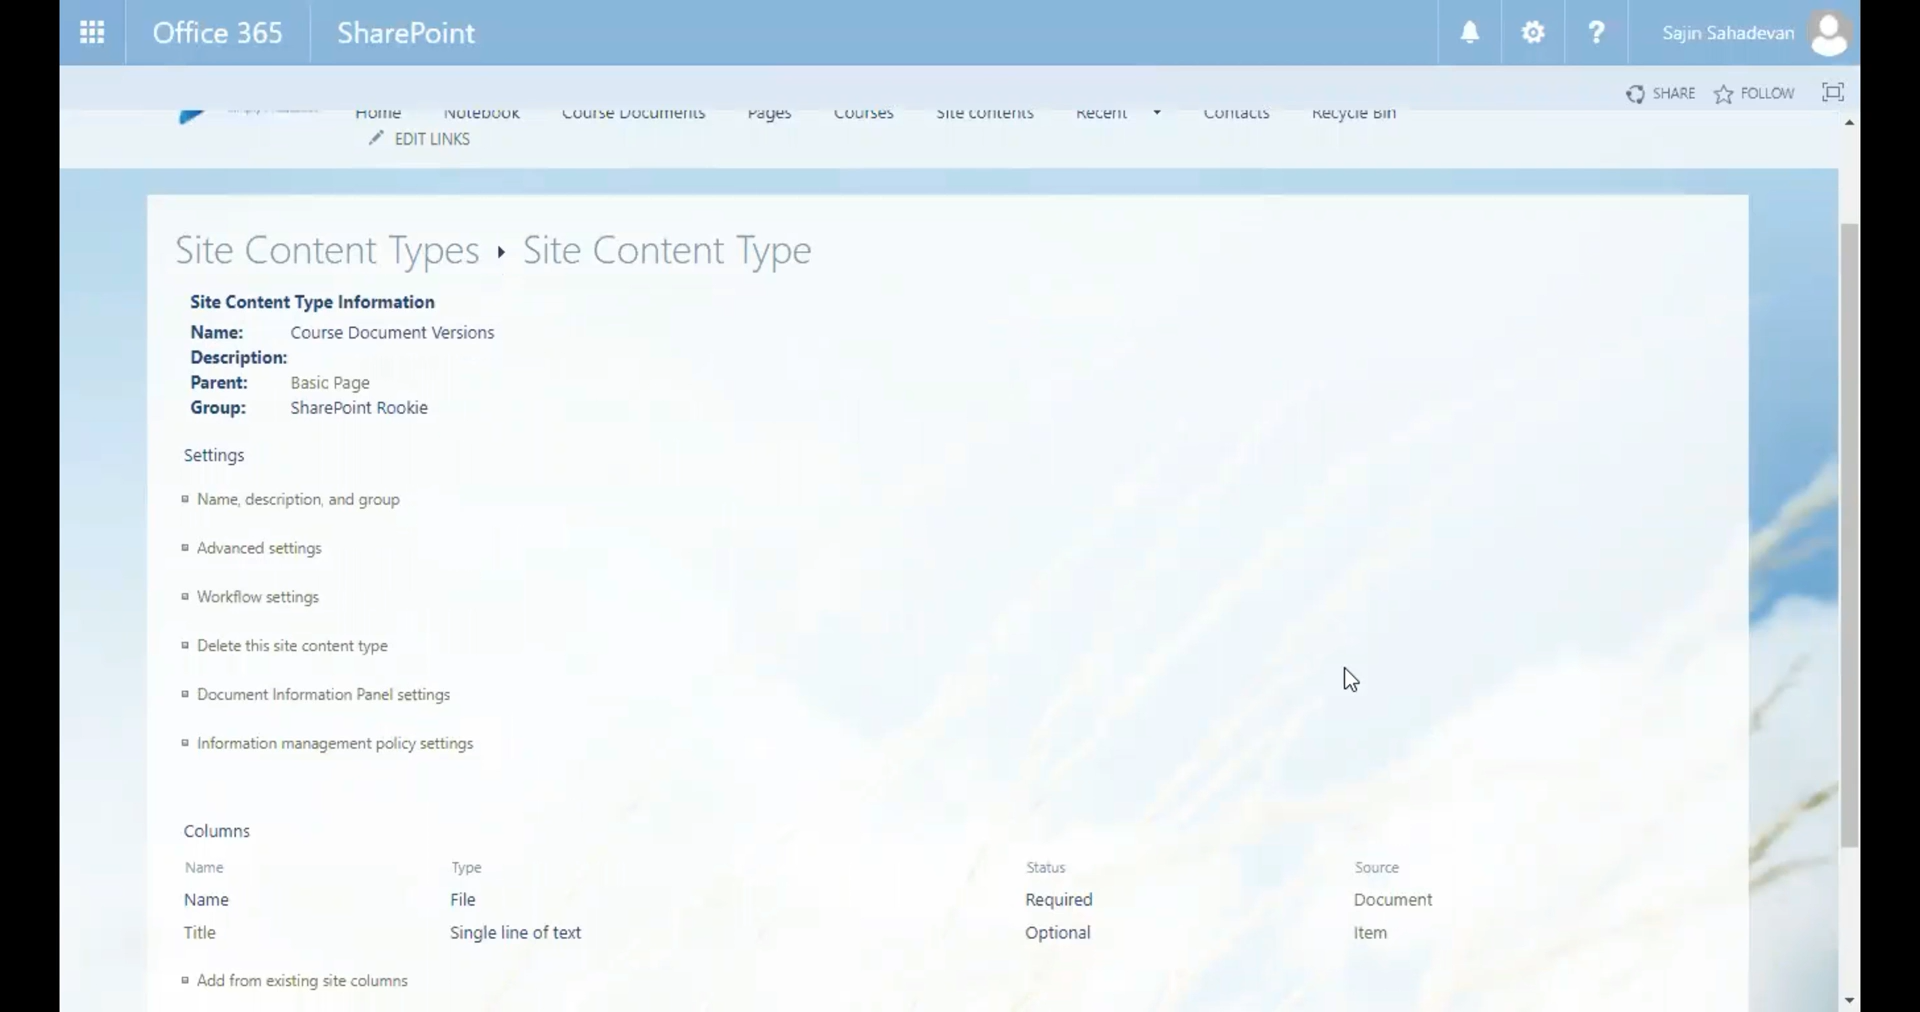 Office 365 SharePoint Sajin Sahadevan
SHARE FOLLOW
Home Notebook Course Documents Pages Courses Site contents Recent Contacts Recycle Bin
EDIT LINKS
Site Content Types Site Content Type
Site Content Type Information
Name: Course Document Versions
Description:
Parent: Basic Page
Group: SharePoint Rookie
Settings
Name, description, and group
Advanced settings
Workflow settings
Delete this site content type
Document Information Panel settings
Information management policy settings
Columns
Name Type Status Source
Name File Required Document
Title Single line of text Optional Item
Add from existing site columns